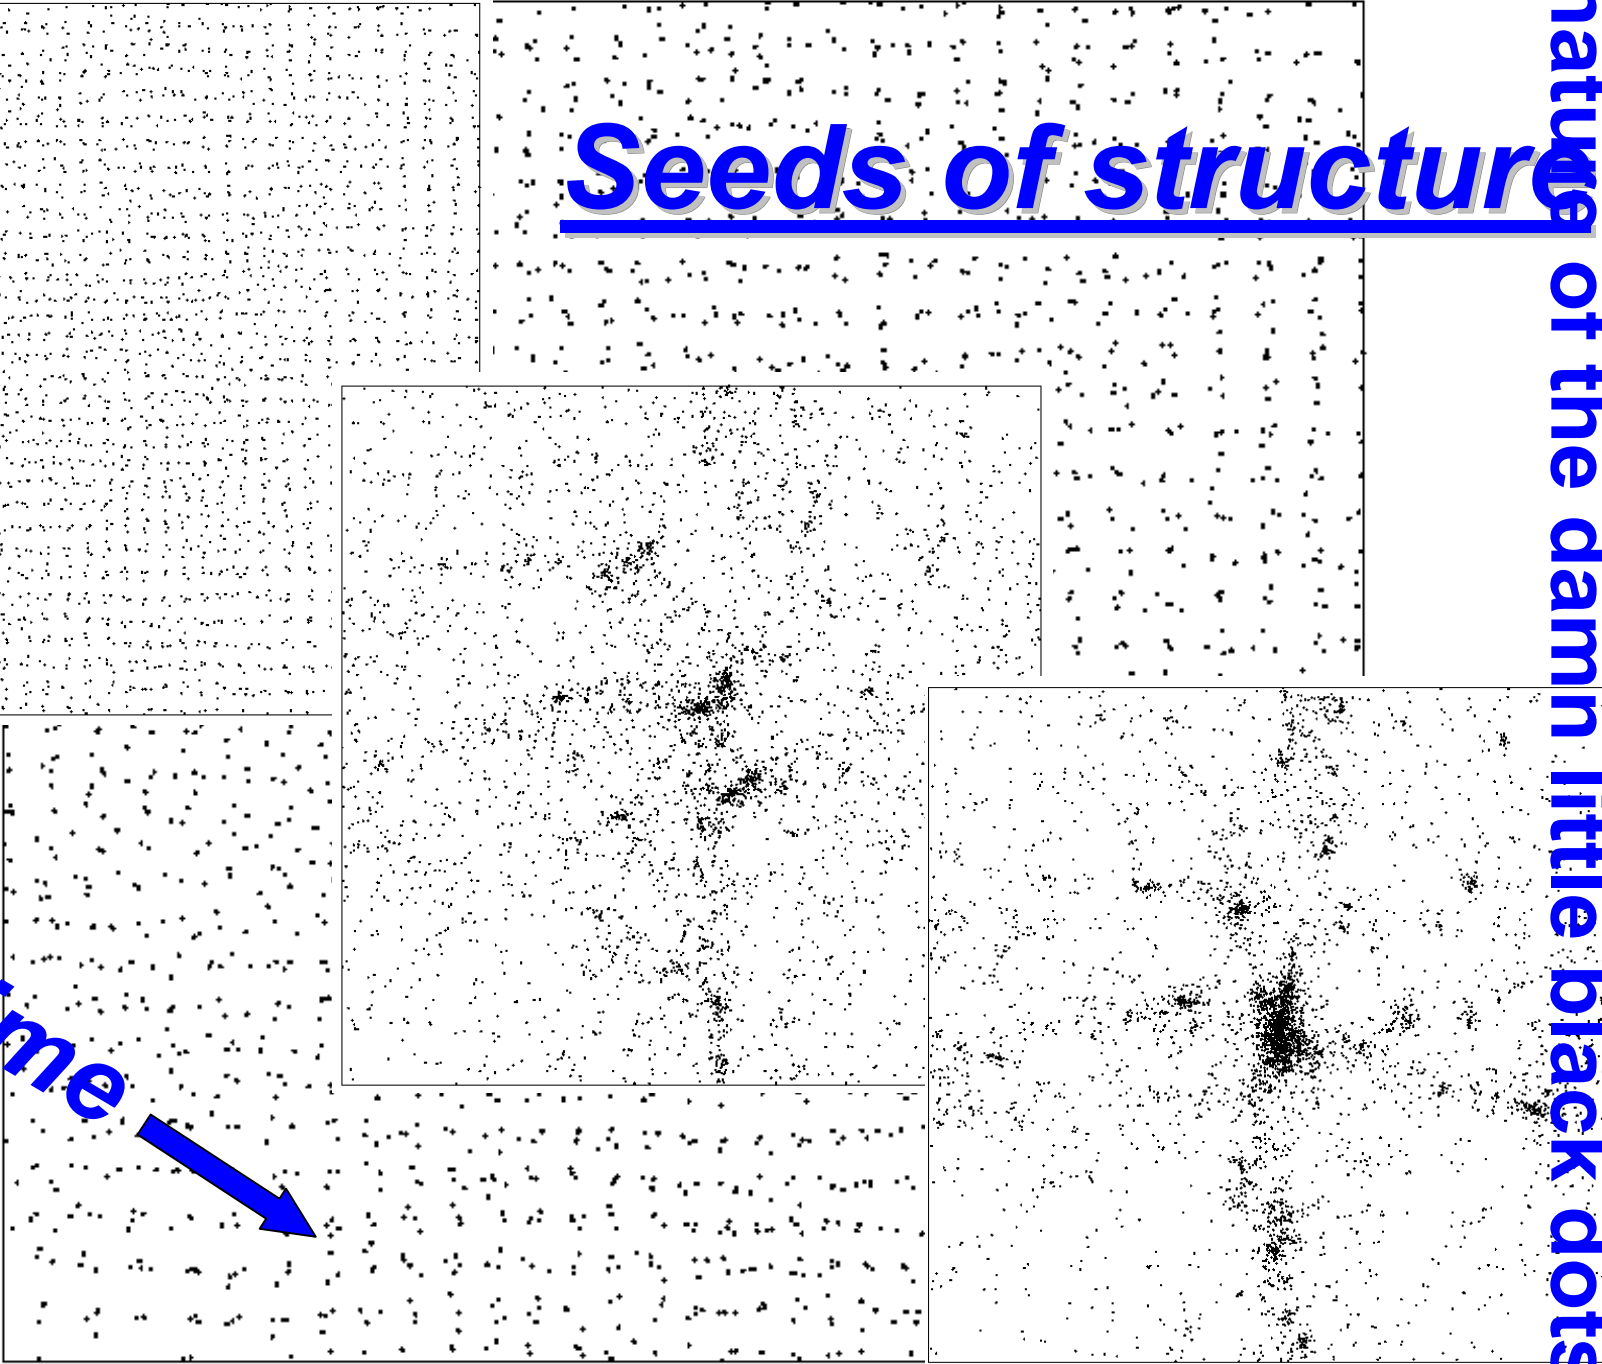 Seeds of structure
nature of the damn little black dots
me